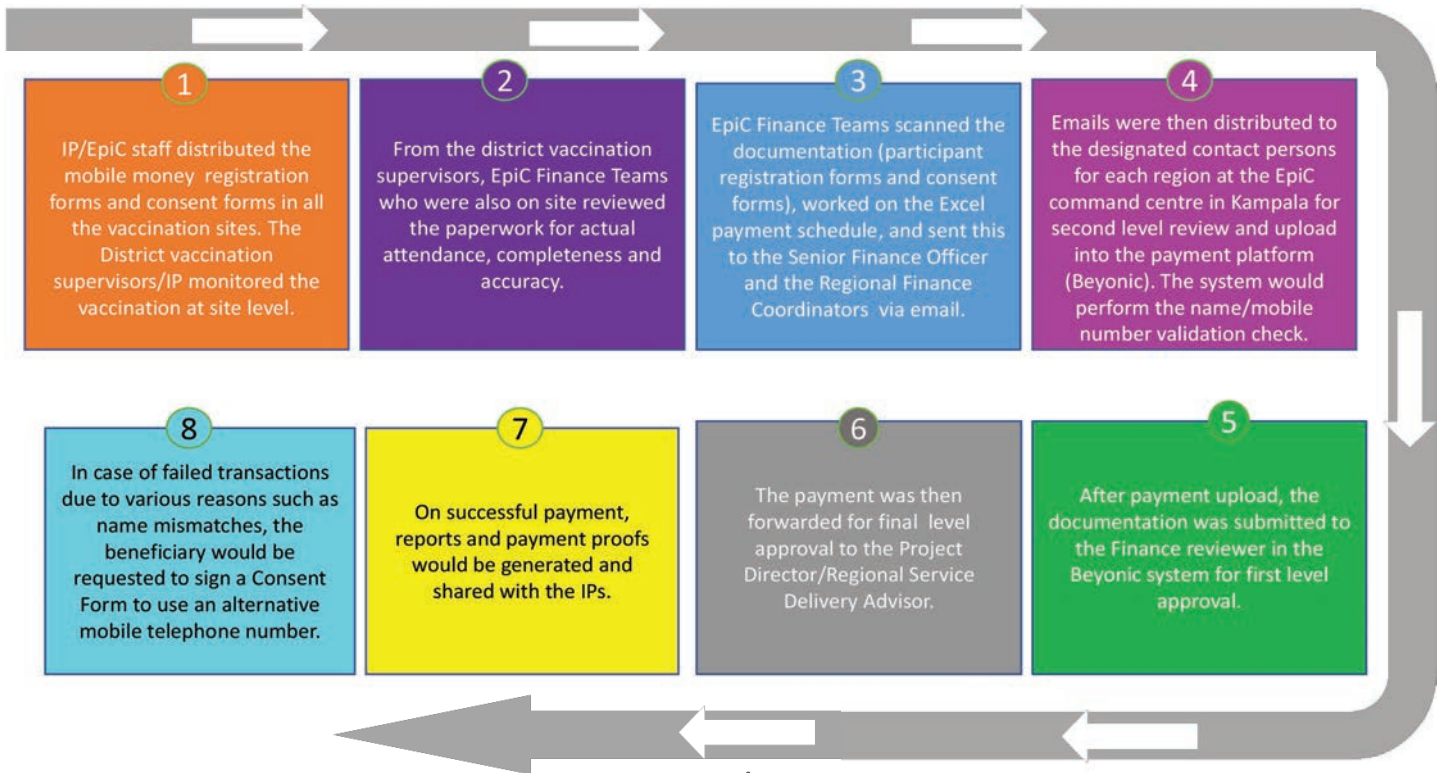 1
IP/EpiC staff distributed the
mobile money registration
forms and consent forms in all
the vaccination sites. The
District vaccination
supervisors/IP monitored the
vaccination at site level.
2
From the district vaccination
supervisors, EpiC Finance Teams
who were also on site reviewed
the paperwork for actual
attendance, completeness and
accuracy.
3
EpiC Finance Teams scanned the
documentation (participant
registration forms and consent
forms), worked on the Excel
payment schedule, and sent this
to the Senior Finance Officer
and the Regional Finance
Coordinators via email.
4
Emails were then distributed to
the designated contact persons
for each region at the EpiC
command centre in Kampala for
second level review and upload
into the payment platform
(Beyonic). The system would
perform the name/mobile
number validation check.
5
After payment upload, the
documentation was submitted to
the Finance reviewer in the
Beyonic system for first level
approval.
6
The payment was then
forwarded for final level
approval to the Project
Director/Regional Service
Delivery Advisor.
7
On successful payment,
reports and payment proofs
would be generated and
shared with the IPs.
8
In case of failed transactions
due to various reasons such as
name mismatches, the
beneficiary would be
requested to sign a Consent
Form to use an alternative
mobile telephone number.